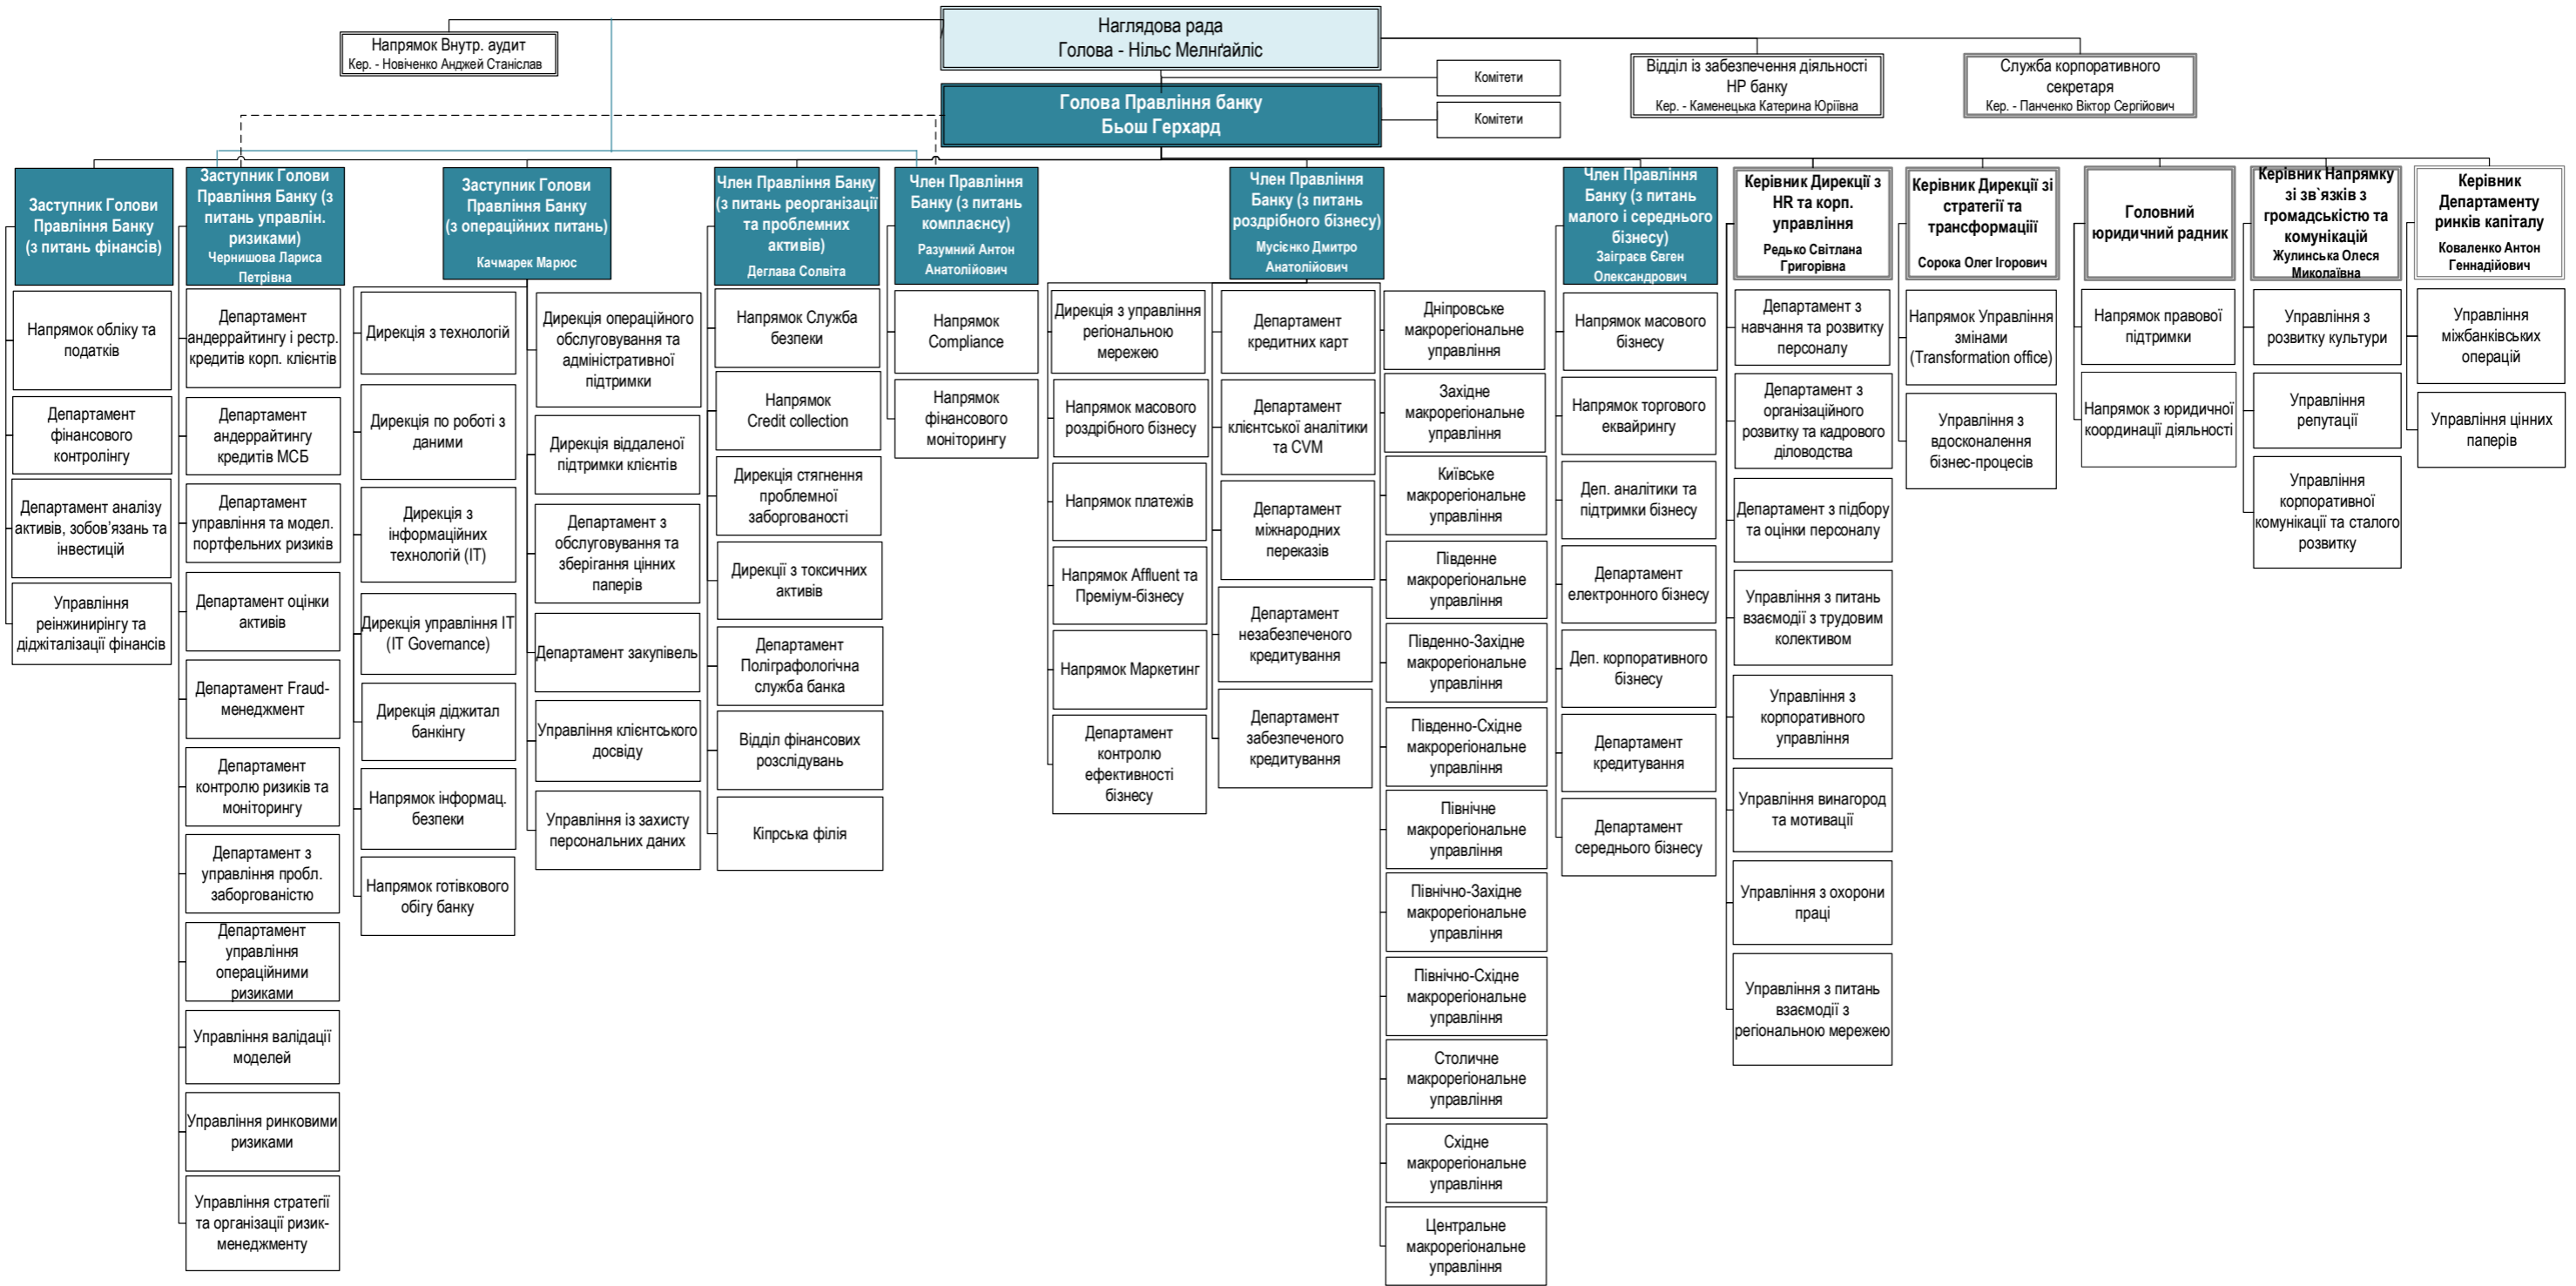 Наглядова рада
Голова - Нільс Мелнґайліс
Напрямок Внутр. аудит
Кер. - Новіченко Анджей Станіслав
Комітети
Відділ із забезпечення діяльності
НР банку
Кер. - Каменецька Катерина Юріївна
Служба корпоративного
секретаря
Кер. - Панченко Віктор Сергійович
Голова Правління банку
Бьош Герхард
Комітети
Заступник Голови
Правління Банку
(з питань фінансів)
Напрямок обліку та
податків
Департамент
фінансового
контролінгу
Департамент аналізу
активів, зобов’язань та
інвестицій
Управління
реінжинірингу та
діджіталізації фінансів
Заступник Голови
Правління Банку (з
питань управлін.
ризиками)
Чернишова Лариса
Петрівна
Департамент
андеррайтингу і рестр.
кредитів корп. клієнтів
Департамент
андеррайтингу
кредитів МСБ
Департамент
управління та модел.
портфельних ризиків
Департамент оцінки
активів
Департамент Fraud-
менеджмент
Департамент
контролю ризиків та
моніторингу
Департамент з
управління пробл.
заборгованістю
Департамент
управління
операційними
ризиками
Управління валідації
моделей
Управління ринковими
ризиками
Управління стратегії
та організації ризик-
менеджменту
Заступник Голови
Правління Банку
(з операційних питань)
Качмарек Маріюс
Дирекція з технологій
Дирекція по роботі з
даними
Дирекція з
інформаційних
технологій (IT)
Дирекція управління IT
(IT Governance)
Дирекція діджитал
банкінгу
Напрямок інформац.
безпеки
Напрямок готівкового
обігу банку
Дирекція операційного
обслуговування та
адміністративної
підтримки
Дирекція віддаленої
підтримки клієнтів
Департамент з
обслуговування та
зберігання цінних
паперів
Департамент закупівель
Управління клієнтського
досвіду
Управління із захисту
персональних даних
Член Правління Банку
(з питань реорганізації
та проблемних
активів)
Деглава Солвіта
Напрямок Служба
безпеки
Напрямок
Credit collection
Дирекція стягнення
проблемної
заборгованості
Дирекції з токсичних
активів
Департамент
Поліграфологічна
служба банка
Відділ фінансових
розслідувань
Кіпрська філія
Член Правління
Банку (з питань
комплаєнсу)
Разумний Антон
Анатолійович
Напрямок
Compliance
Напрямок
фінансового
моніторингу
Член Правління
Банку (з питань
роздрібного бізнесу)
Мусієнко Дмитро
Анатолійович
Дирекція з управління
регіональною
мережею
Напрямок масового
роздрібного бізнесу
Напрямок платежів
Напрямок Affluent та
Преміум-бізнесу
Напрямок Маркетинг
Департамент
контролю
ефективності
бізнесу
Департамент
кредитних карт
Департамент
клієнтської аналітики
та CVM
Департамент
міжнародних
переказів
Департамент
незабезпеченого
кредитування
Департамент
забезпеченого
кредитування
Дніпровське
макрорегіональне
управління
Західне
макрорегіональне
управління
Київське
макрорегіональне
управління
Південне
макрорегіональне
управління
Південно-Західне
макрорегіональне
управління
Південно-Східне
макрорегіональне
управління
Північне
макрорегіональне
управління
Північно-Західне
макрорегіональне
управління
Північно-Східне
макрорегіональне
управління
Столичне
макрорегіональне
управління
Східне
макрорегіональне
управління
Центральне
макрорегіональне
управління
Член Правління
Банку (з питань
малого і середнього
бізнесу)
Заіграєв Євген
Олександрович
Напрямок масового
бізнесу
Напрямок торгового
еквайрингу
Деп. аналітики та
підтримки бізнесу
Департамент
електронного бізнесу
Деп. корпоративного
бізнесу
Департамент
кредитування
Департамент
середнього бізнесу
Керівник Дирекції з
HR та корп.
управління
Редько Світлана
Григорівна
Департамент з
навчання та розвитку
персоналу
Департамент з
організаційного
розвитку та кадрового
діловодства
Департамент з підбору
та оцінки персоналу
Управління з питань
взаємодії з трудовим
колективом
Управління з
корпоративного
управління
Управління винагород
та мотивації
Управління з охорони
праці
Управління з питань
взаємодії з
регіональною мережею
Керівник Дирекції зі
стратегії та
трансформаціїї
Сорока Олег Ігорович
Напрямок Управління
змінами
(Transformation office)
Управління з
вдосконалення
бізнес-процесів
Головний
юридичний радник
Напрямок правової
підтримки
Напрямок з юридичної
координації діяльності
Керівник Напрямку
зі зв`язків з
громадськістю та
комунікацій
Жулинська Олеся
Миколаївна
Управління з
розвитку культури
Управління
репутації
Управління
корпоративної
комунікації та сталого
розвитку
Керівник
Департаменту
ринків капіталу
Коваленко Антон
Геннадійович
Управління
міжбанківських
операцій
Управління цінних
паперів